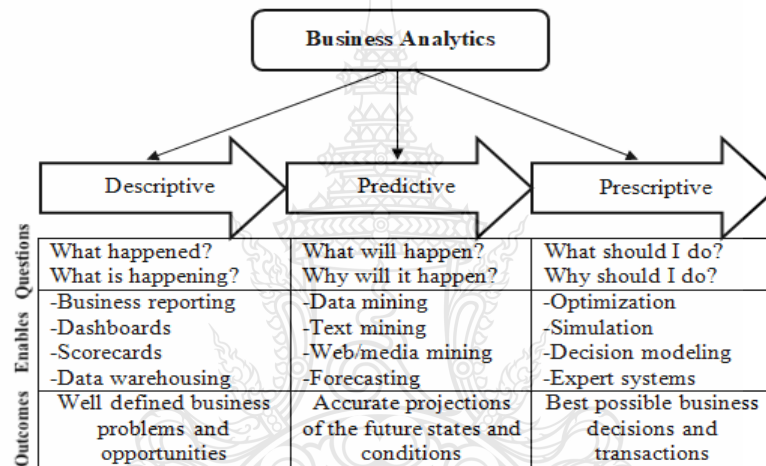 Business Analytics
Descriptive
Predictive
Prescriptive
Questions
What happened?
What is happening?
What will happen?
Why will it happen?
What should I do?
Why should I do?
Enables
-Business reporting
-Dashboards
-Scorecards
-Data warehousing
-Data mining
-Text mining
-Web/media mining
-Forecasting
-Optimization
-Simulation
-Decision modeling
-Expert systems
Outcomes
Well defined business
problems and
opportunities
Accurate projections
of the future states and
conditions
Best possible business
decisions and
transactions